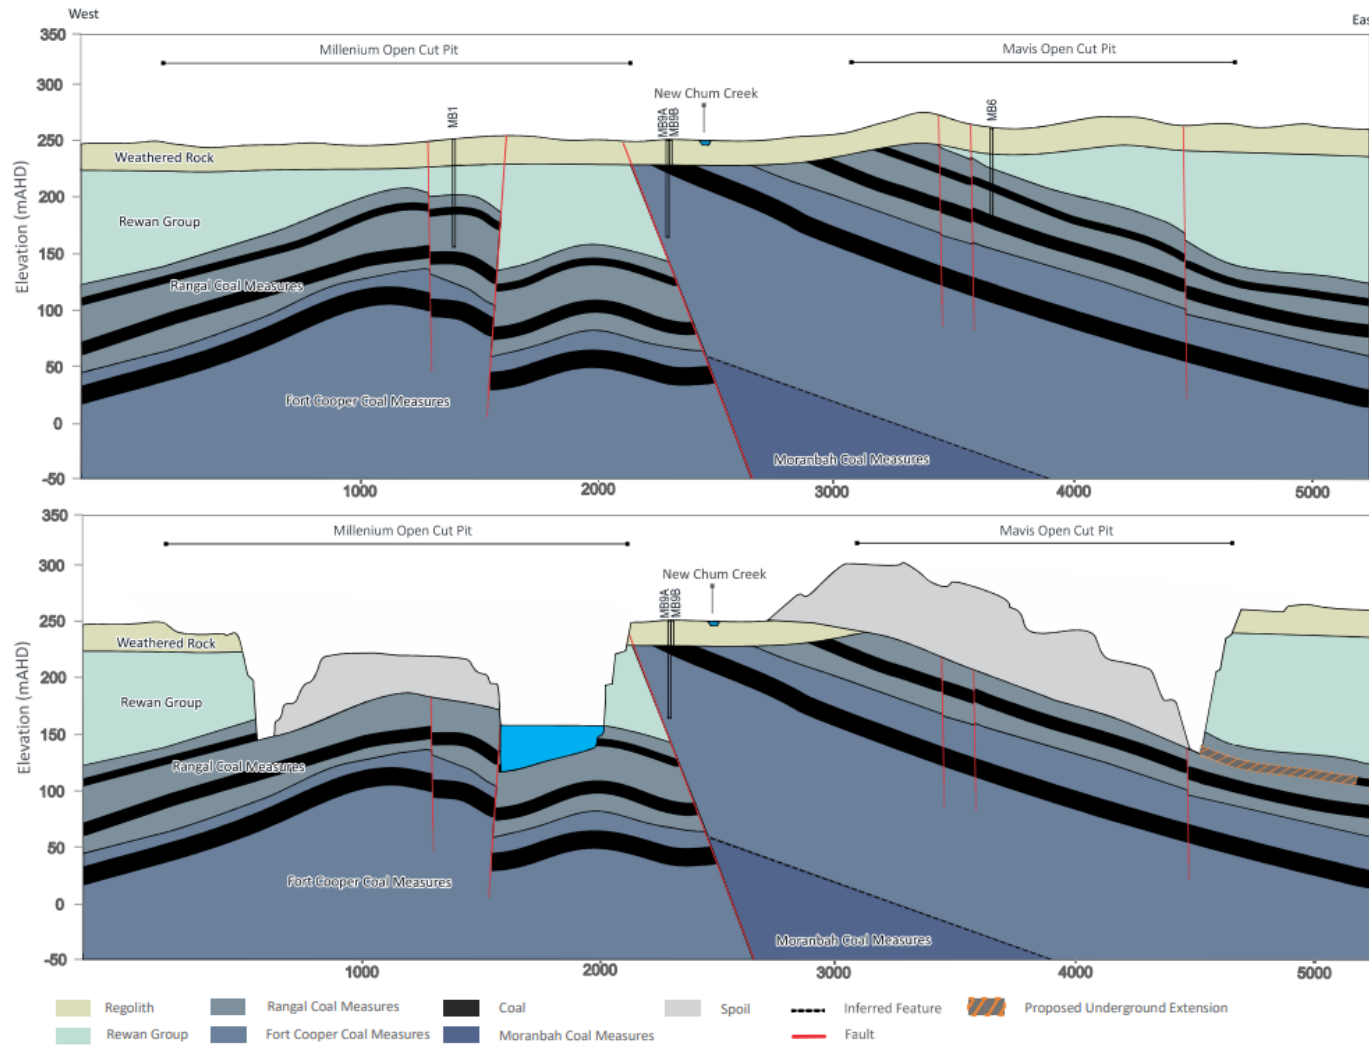 West
Eas
350
Millenium Open Cut Pit
Mavis Open Cut Pit
300
New Chum Creek
MB1
MB9A
MB9B
MB6
250
Weathered Rock
200
Rewan Group
Elevation (mAHD)
150
Rangal Coal Measures
100
50
Fort Cooper Coal Measures
0
Moranbah Coal Measures
-50
1000
2000
3000
4000
5000
350
Millenium Open Cut Pit
Mavis Open Cut Pit
300
New Chum Creek
MB9A
MB9B
250
Weathered Rock
200
Rewan Group
Elevation (mAHD)
150
Rangal Coal Measures
100
50
Fort Cooper Coal Measures
0
Moranbah Coal Measures
-50
1000
2000
3000
4000
5000
Regolith
Rangal Coal Measures
Coal
Spoil
Inferred Feature
Proposed Underground Extension
Rewan Group
Fort Cooper Coal Measures
Moranbah Coal Measures
Fault